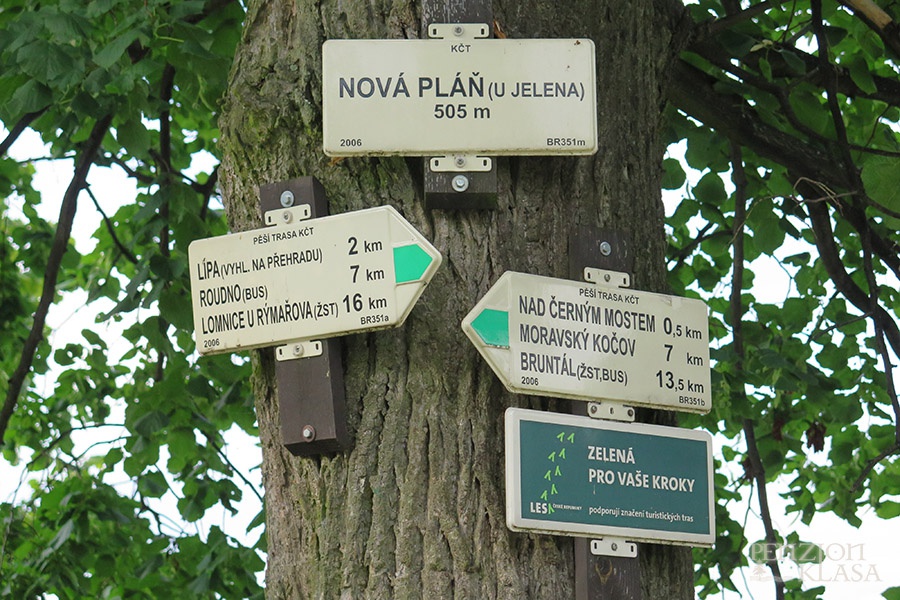 KČT
NOVÁ PLÁŇ (U JELENA)
505 m
2006 BR351m
PĚŠÍ TRASA KČT
LÍPA (VYHL. NA PŘEHRADU) 2 km
ROUDNO (BUS) 7 km
LOMNICE U RÝMAŘOVA (ŽST) 16 km
2006 BR351a
PĚŠÍ TRASA KČT
NAD ČERNÝM MOSTEM 0,5 km
MORAVSKÝ KOČOV 7 km
BRUNTÁL (ŽST,BUS) 13,5 km
2006 BR351b
ZELENÁ
PRO VAŠE KROKY
LESY ČESKÉ REPUBLIKY
podporují značení turistických tras
PENZION
KLASA